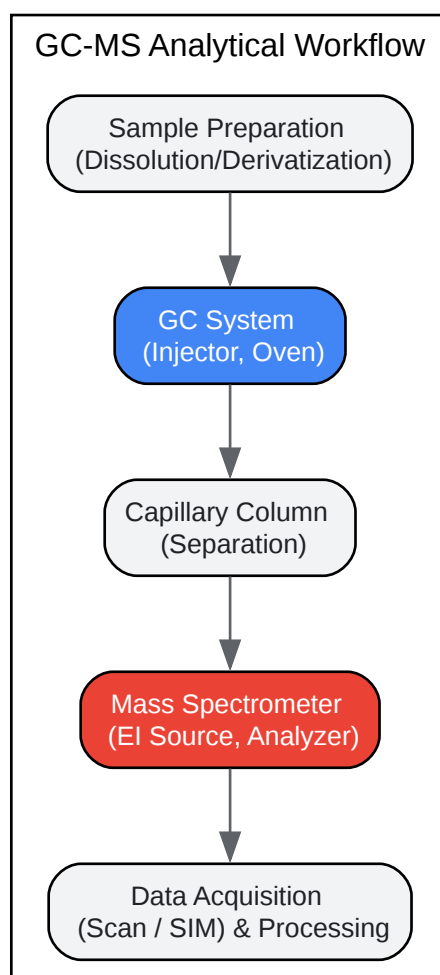 GC-MS Analytical Workflow
Sample Preparation
(Dissolution/Derivatization)
GC System
(Injector, Oven)
Capillary Column
(Separation)
Mass Spectrometer
(EI Source, Analyzer)
Data Acquisition
(Scan / SIM) & Processing